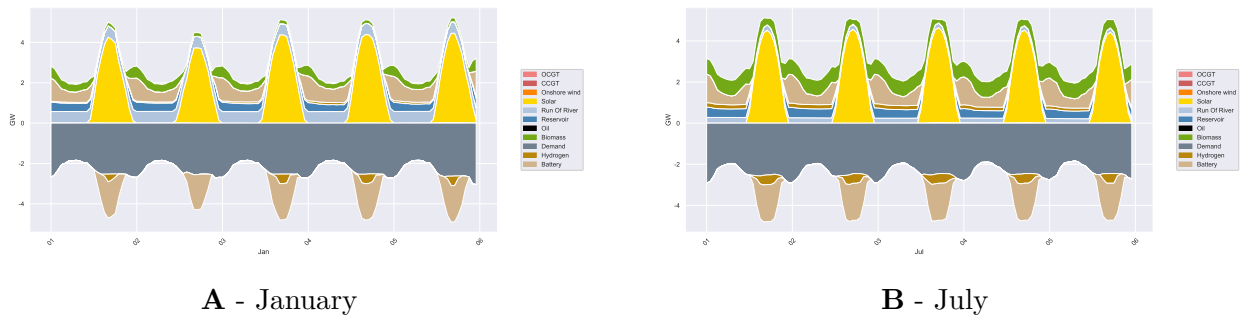 4
2
0
-2
-4
GW
01
02
03
04
05
06
Jan
OCGT
CCGT
Onshore wind
Solar
Run Of River
Reservoir
Oil
Biomass
Demand
Hydrogen
Battery
A - January
4
2
0
-2
-4
GW
01
02
03
04
05
06
Jul
OCGT
CCGT
Onshore wind
Solar
Run Of River
Reservoir
Oil
Biomass
Demand
Hydrogen
Battery
B - July